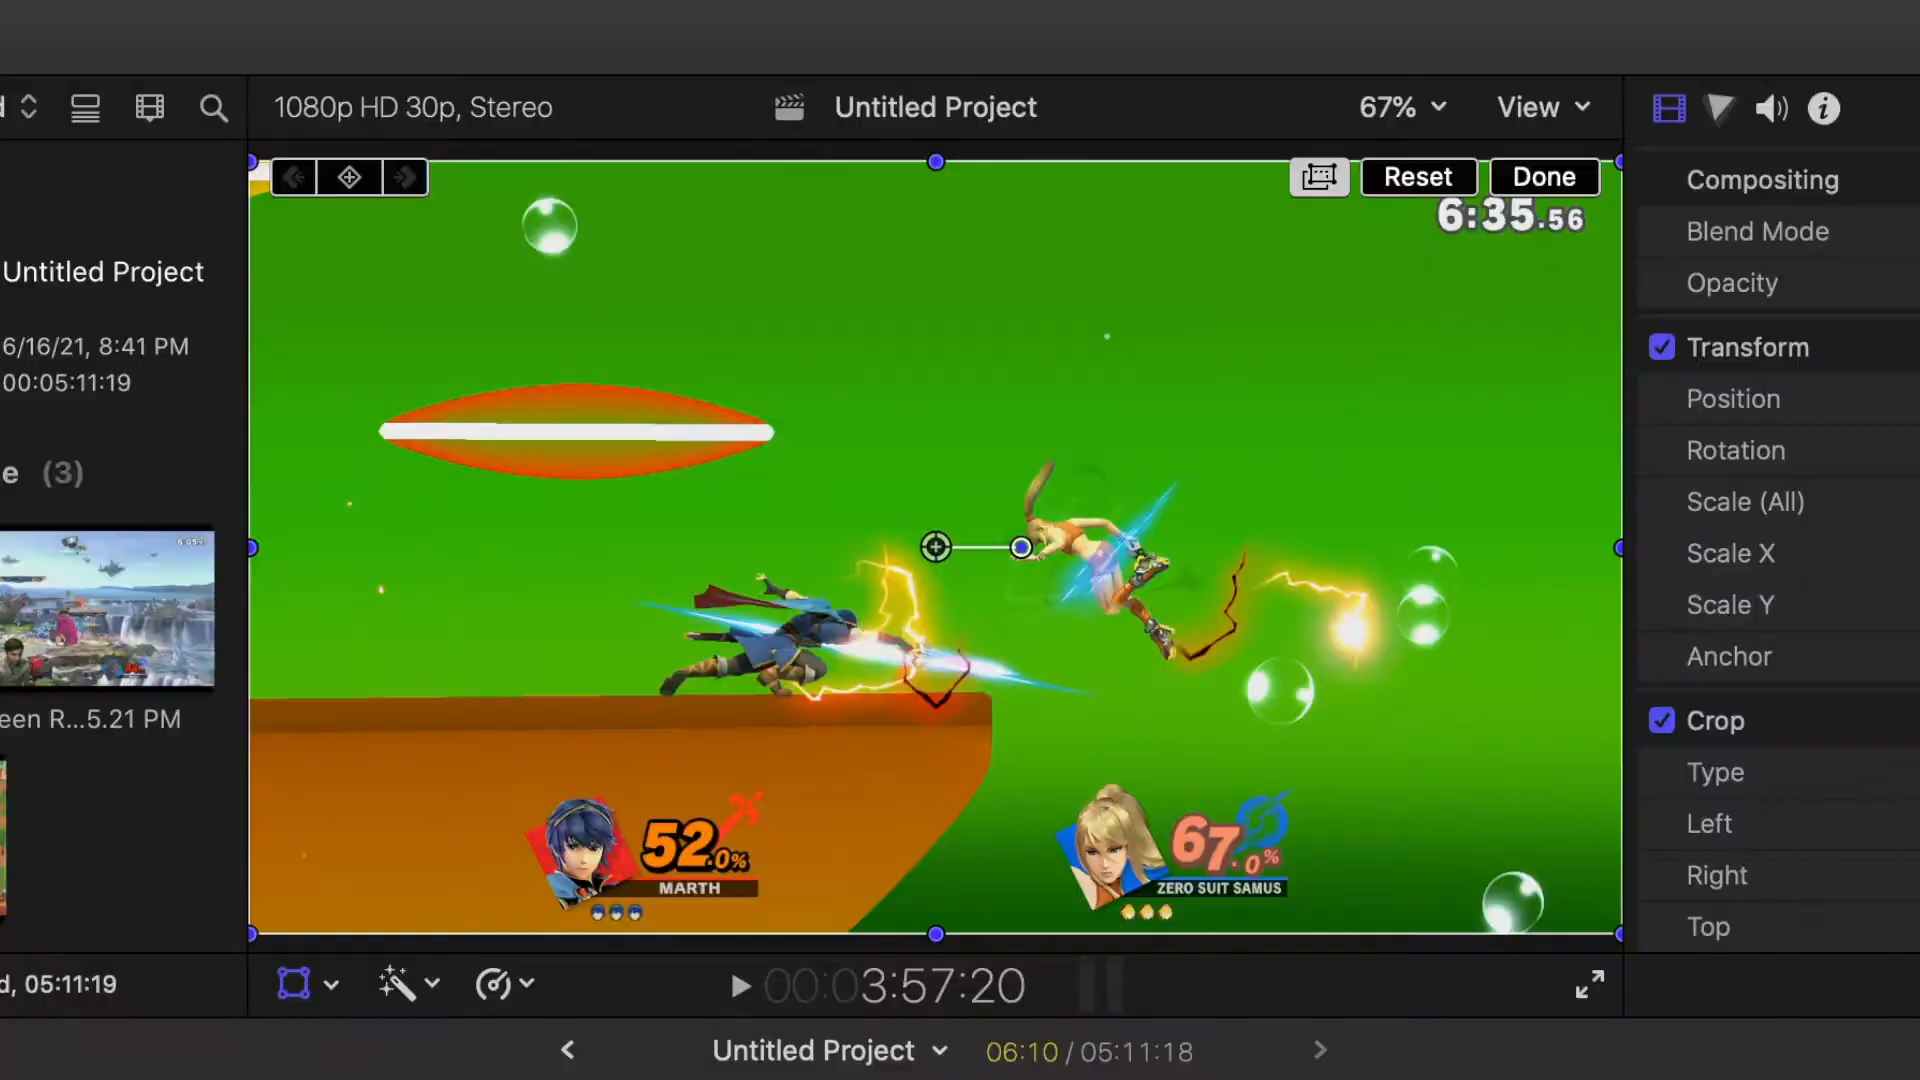 1080p HD 30p, Stereo
Untitled Project
67%
View
Reset
Done
6:35.56
Untitled Project
6/16/21, 8:41 PM
00:05:11:19
e (3)
een R...5.21 PM
52.0%
MARTH
67.0%
ZERO SUIT SAMUS
Compositing
Blend Mode
Opacity
Transform
Position
Rotation
Scale (All)
Scale X
Scale Y
Anchor
Crop
Type
Left
Right
Top
d, 05:11:19
00:03:57:20
Untitled Project
06:10 / 05:11:18